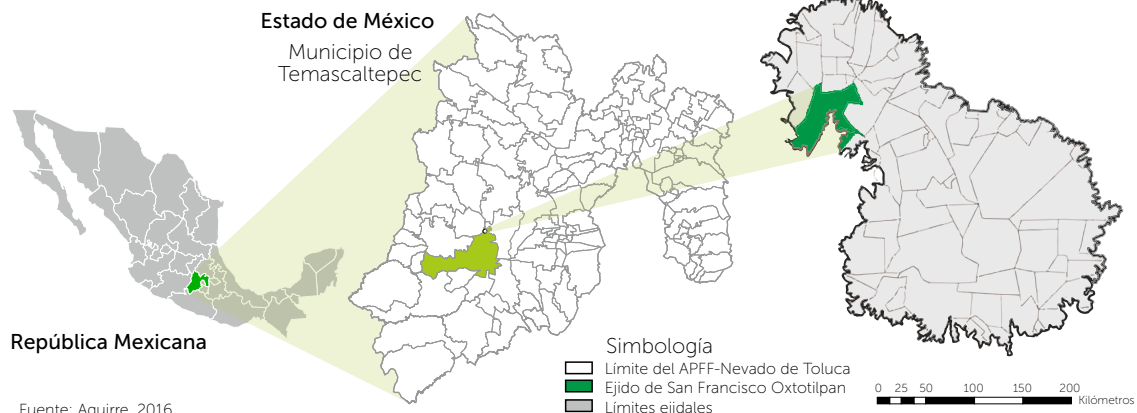 Estado de México
Municipio de
Temascaltepec
República Mexicana
Simbología
Límite del APFF-Nevado de Toluca
Ejido de San Francisco Oxtotilpan
Límites ejidales
0 25 50 100 150 200
Kilómetros
Fuente: Aguirre, 2016